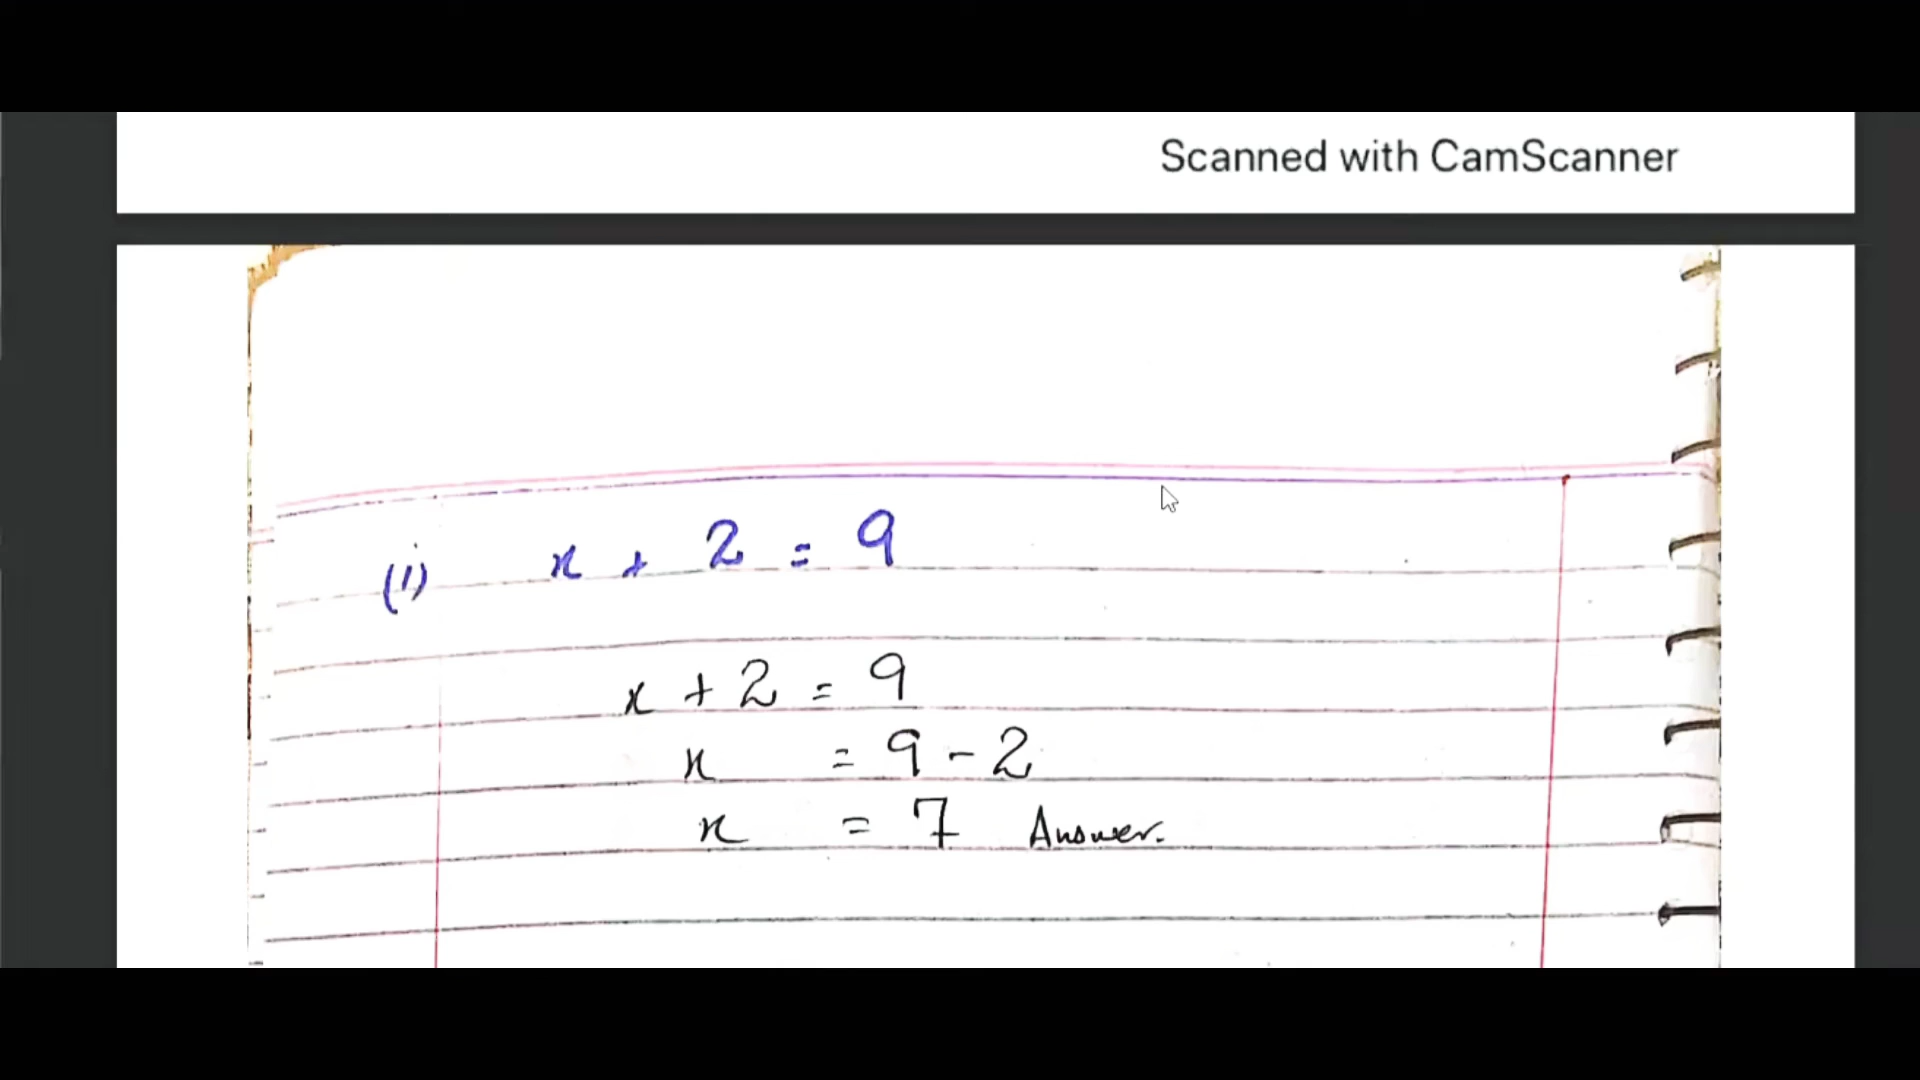 Scanned with CamScanner
(i) x + 2 = 9
x + 2 = 9
x = 9 - 2
x = 7 Answer.